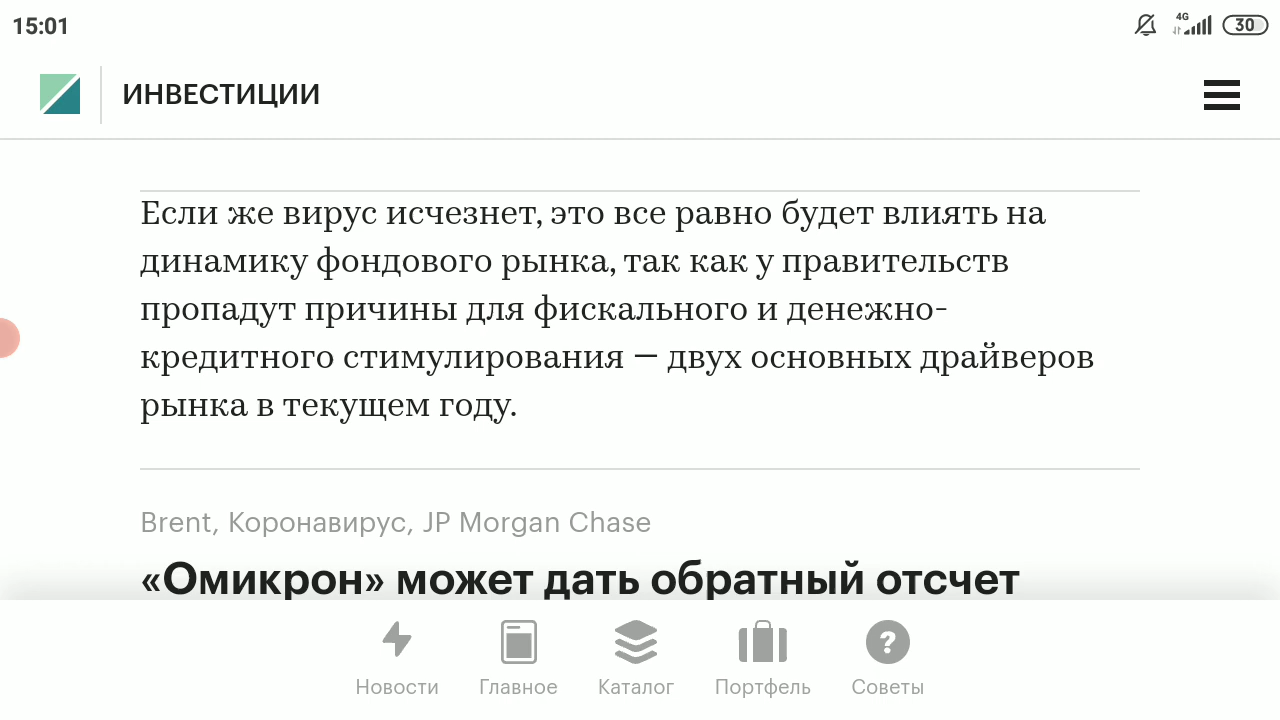 15:01
4G
30
ИНВЕСТИЦИИ
Если же вирус исчезнет, это все равно будет влиять на
динамику фондового рынка, так как у правительств
пропадут причины для фискального и денежно-
кредитного стимулирования — двух основных драйверов
рынка в текущем году.
Brent, Коронавирус, JP Morgan Chase
«Омикрон» может дать обратный отсчет
Новости
Главное
Каталог
Портфель
Советы